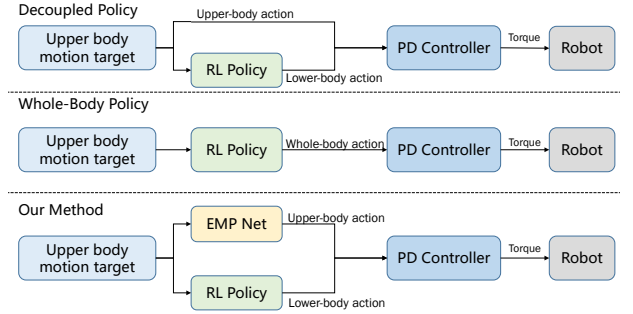 Decoupled Policy
Upper-body action
Upper body
motion target
RL Policy
Lower-body action
PD Controller
Torque
Robot
Whole-Body Policy
Upper body
motion target
RL Policy
Whole-body action
PD Controller
Torque
Robot
Our Method
EMP Net
Upper-body action
Upper body
motion target
RL Policy
Lower-body action
PD Controller
Torque
Robot